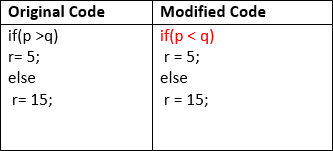 Original Code Modified Code
if(p >q) if(p < q)
r= 5; r = 5;
else else
r= 15; r = 15;